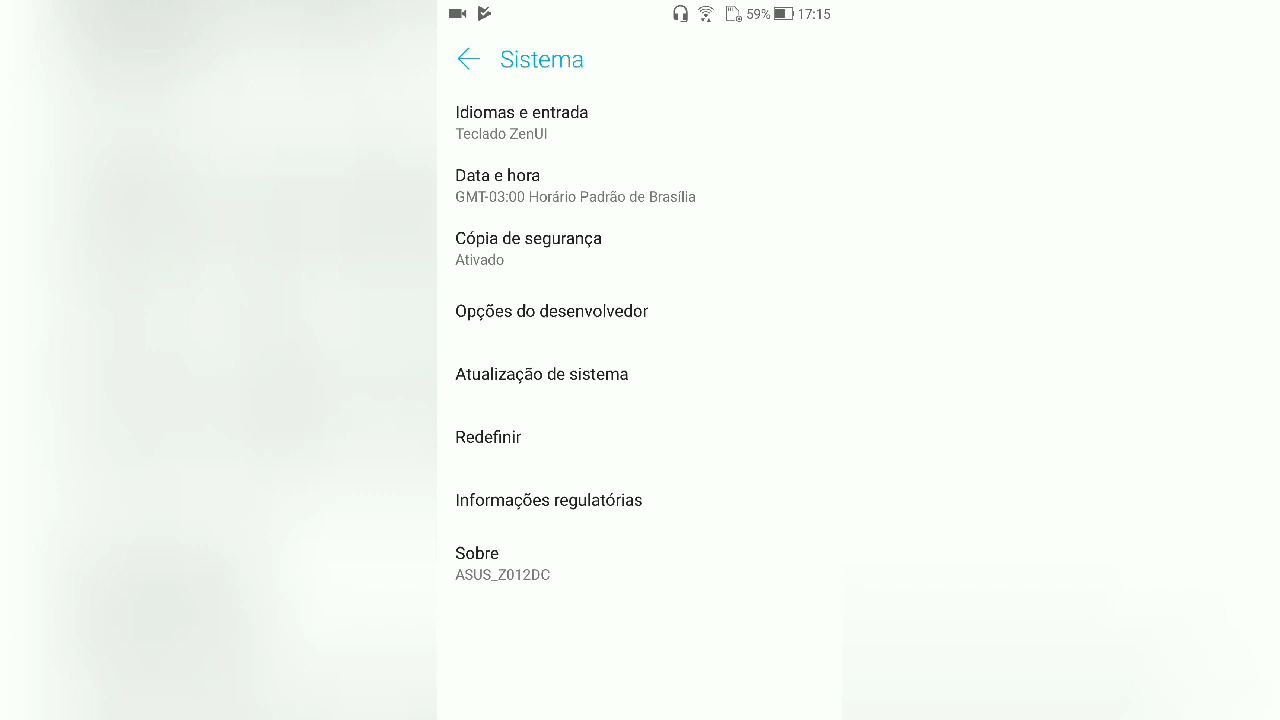 59% 17:15
Sistema
Idiomas e entrada
Teclado ZenUI
Data e hora
GMT-03:00 Horário Padrão de Brasília
Cópia de segurança
Ativado
Opções do desenvolvedor
Atualização de sistema
Redefinir
Informações regulatórias
Sobre
ASUS_Z012DC